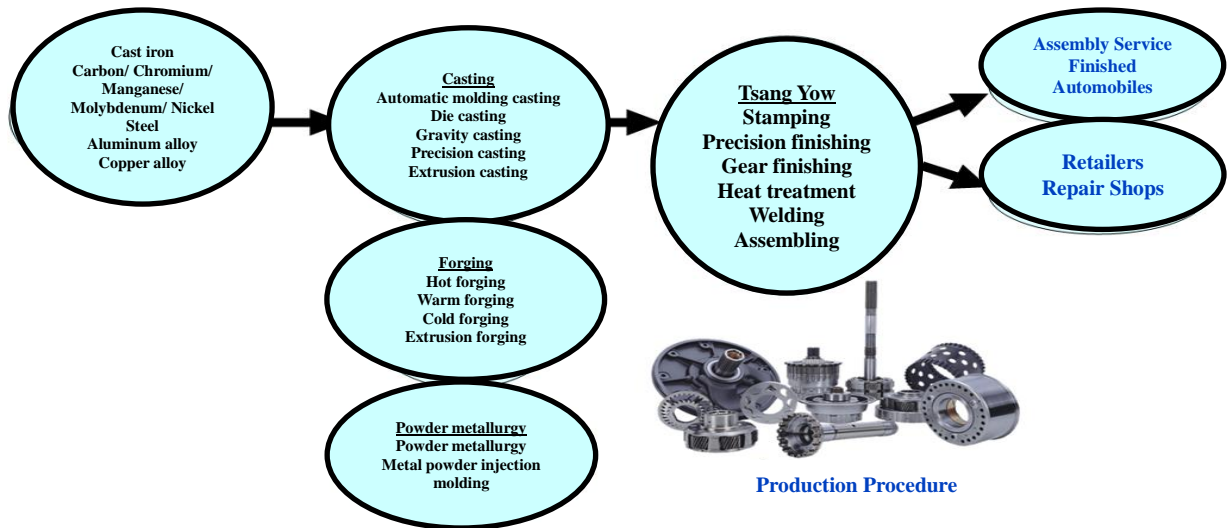 Cast iron
Carbon/ Chromium/
Manganese/
Molybdenum/ Nickel
Steel
Aluminum alloy
Copper alloy
Casting
Automatic molding casting
Die casting
Gravity casting
Precision casting
Extrusion casting
Forging
Hot forging
Warm forging
Cold forging
Extrusion forging
Powder metallurgy
Powder metallurgy
Metal powder injection
molding
Tsang Yow
Stamping
Precision finishing
Gear finishing
Heat treatment
Welding
Assembling
Assembly Service
Finished
Automobiles
Retailers
Repair Shops
Production Procedure